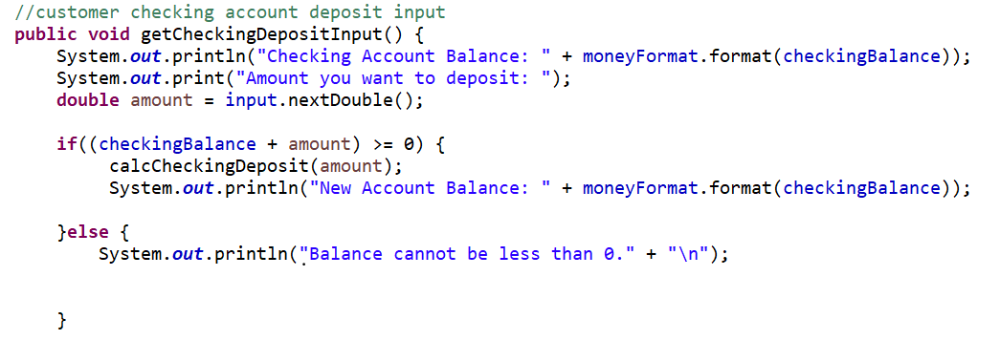 //customer checking account deposit input
public void getCheckingDepositInput() {
    System.out.println("Checking Account Balance: " + moneyFormat.format(checkingBalance));
    System.out.print("Amount you want to deposit: ");
    double amount = input.nextDouble();

    if((checkingBalance + amount) >= 0) {
         calcCheckingDeposit(amount);
         System.out.println("New Account Balance: " + moneyFormat.format(checkingBalance));

    }else {
        System.out.println("Balance cannot be less than 0." + "\n");


    }